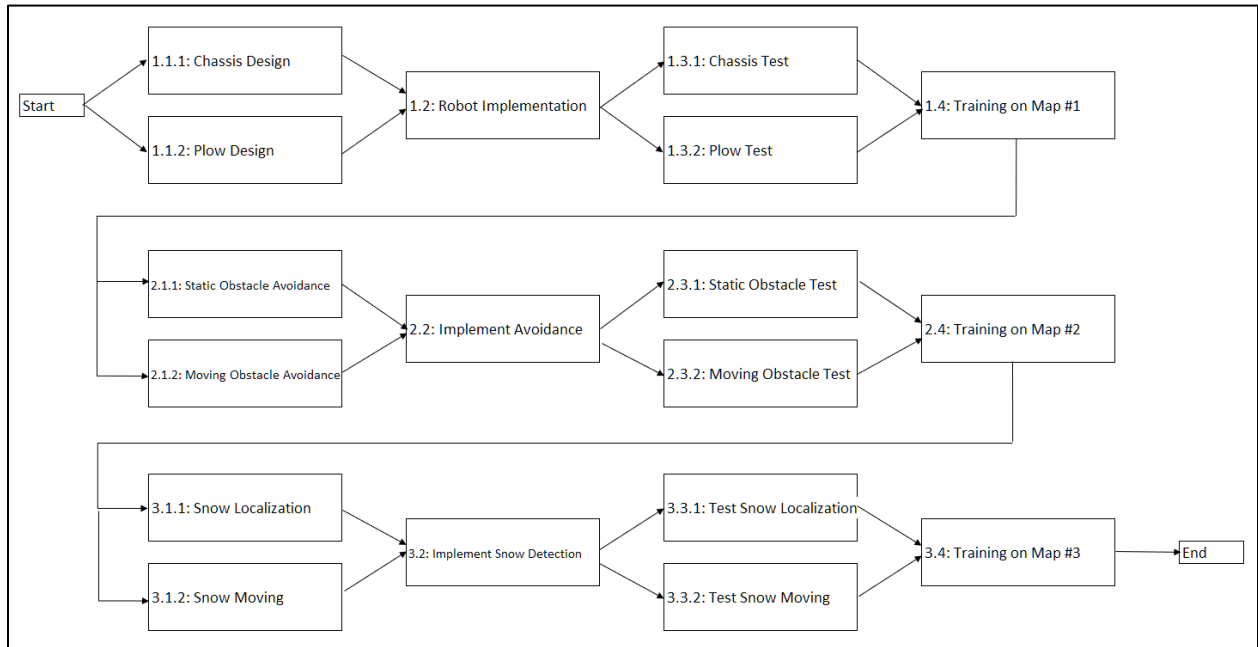 1.1.1: Chassis Design
1.3.1: Chassis Test
Start
1.2: Robot Implementation
1.4: Training on Map #1
1.1.2: Plow Design
1.3.2: Plow Test
2.1.1: Static Obstacle Avoidance
2.3.1: Static Obstacle Test
2.2: Implement Avoidance
2.4: Training on Map #2
2.1.2: Moving Obstacle Avoidance
2.3.2: Moving Obstacle Test
3.1.1: Snow Localization
3.3.1: Test Snow Localization
3.2: Implement Snow Detection
3.4: Training on Map #3
End
3.1.2: Snow Moving
3.3.2: Test Snow Moving